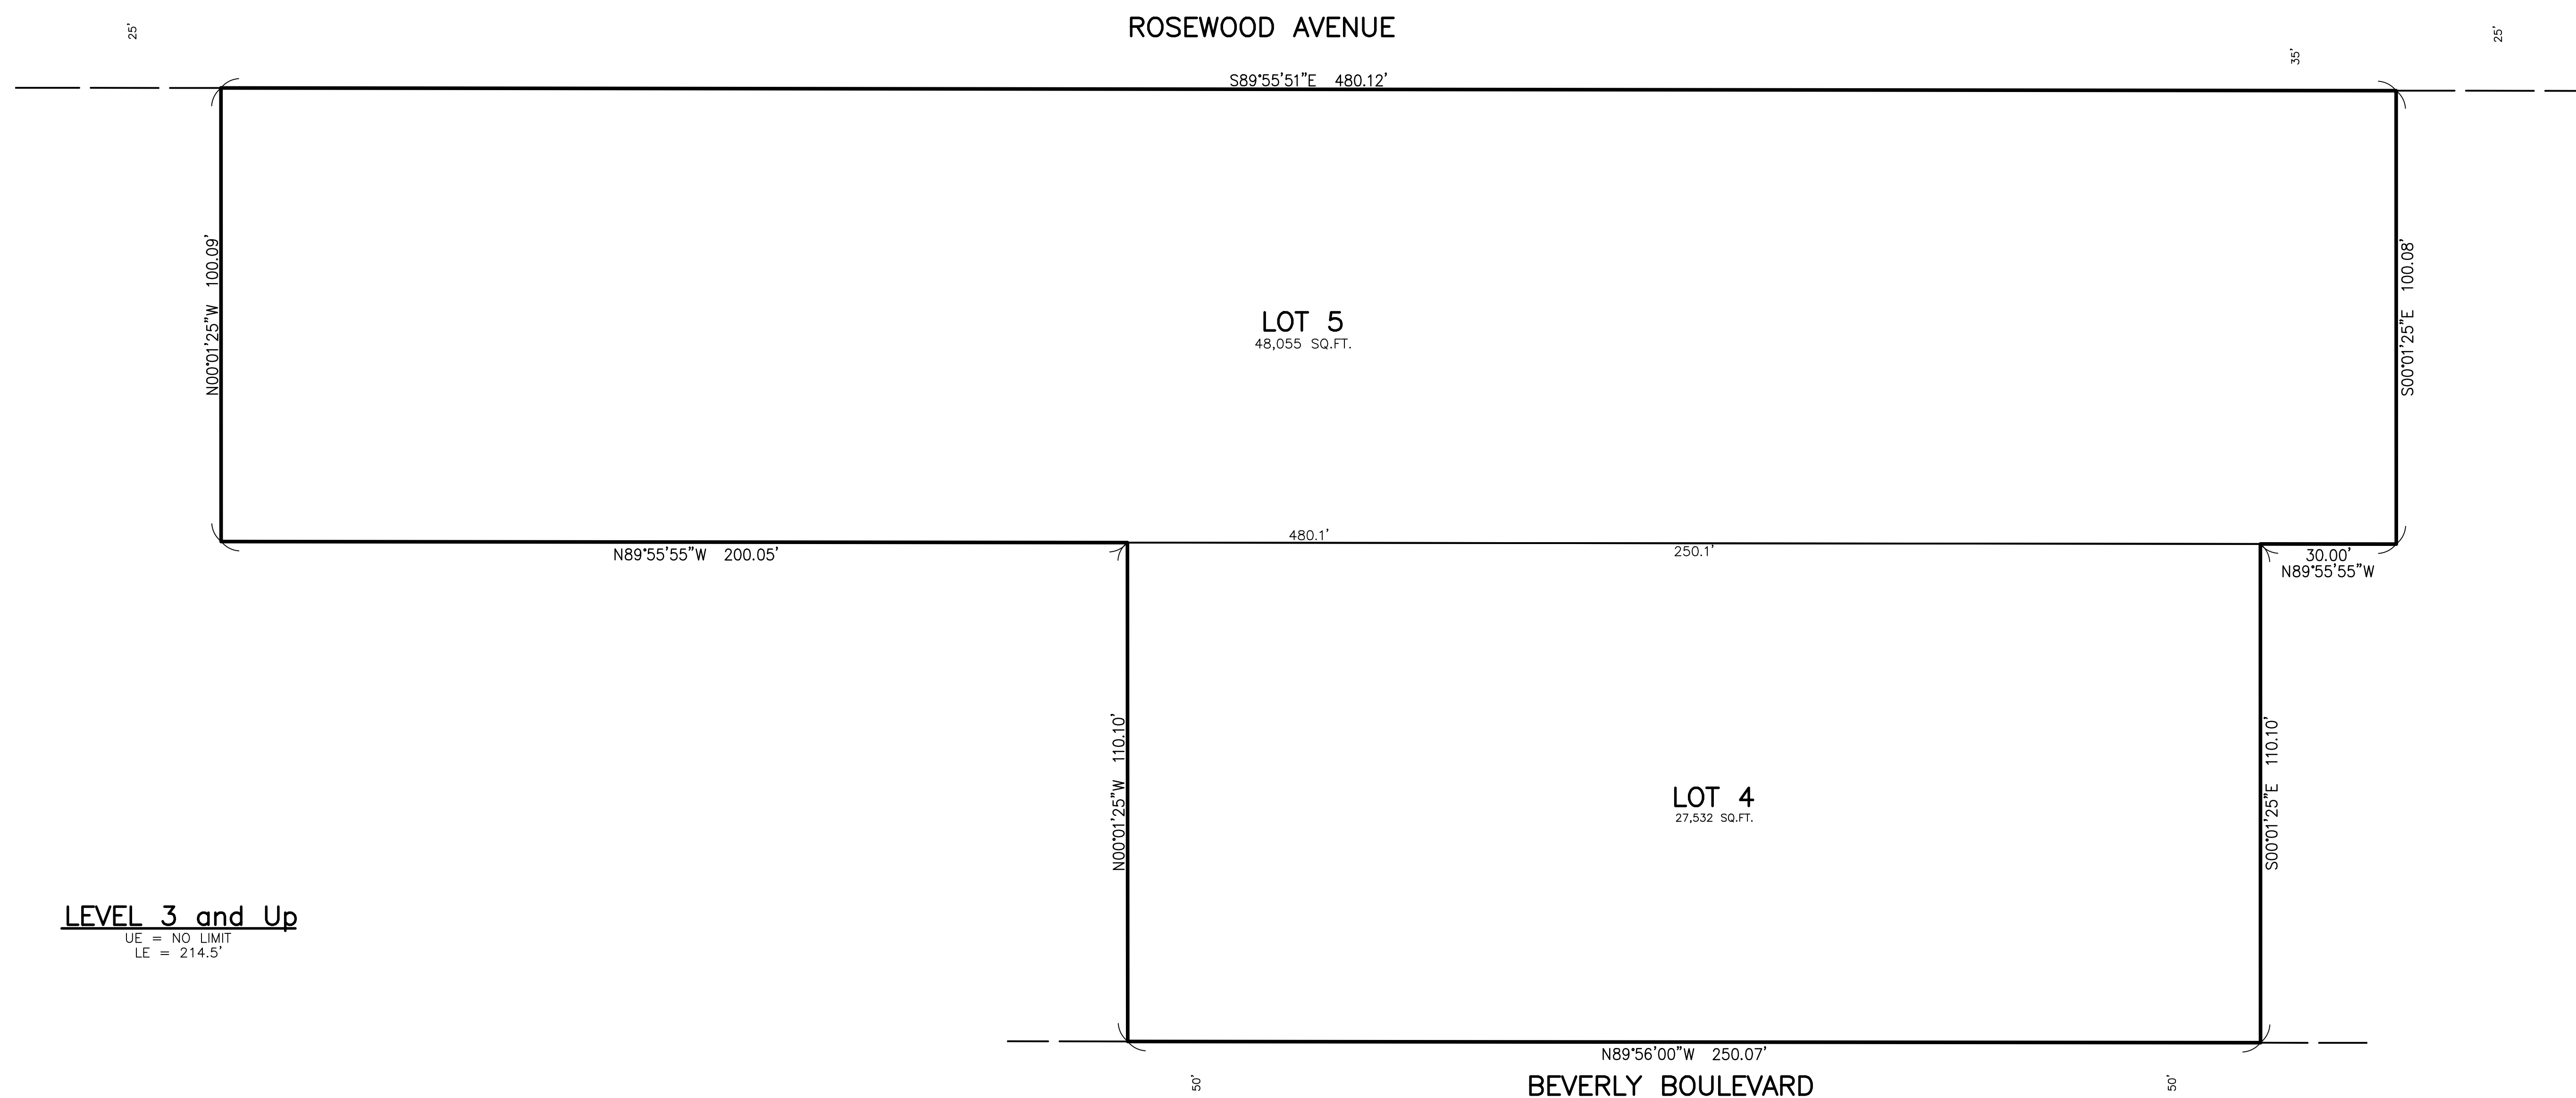 ROSEWOOD AVENUE
25'
25'
35'
S89°55'51"E 480.12'
N00°01'25"W 100.09'
S00°01'25"E 100.08'
LOT 5
48,055 SQ.FT.
480.1'
250.1'
N89°55'55"W 200.05'
30.00'
N89°55'55"W
N00°01'25"W 110.10'
S00°01'25"E 110.10'
LOT 4
27,532 SQ.FT.
LEVEL 3 and Up
UE = NO LIMIT
LE = 214.5'
N89°56'00"W 250.07'
50'
50'
BEVERLY BOULEVARD